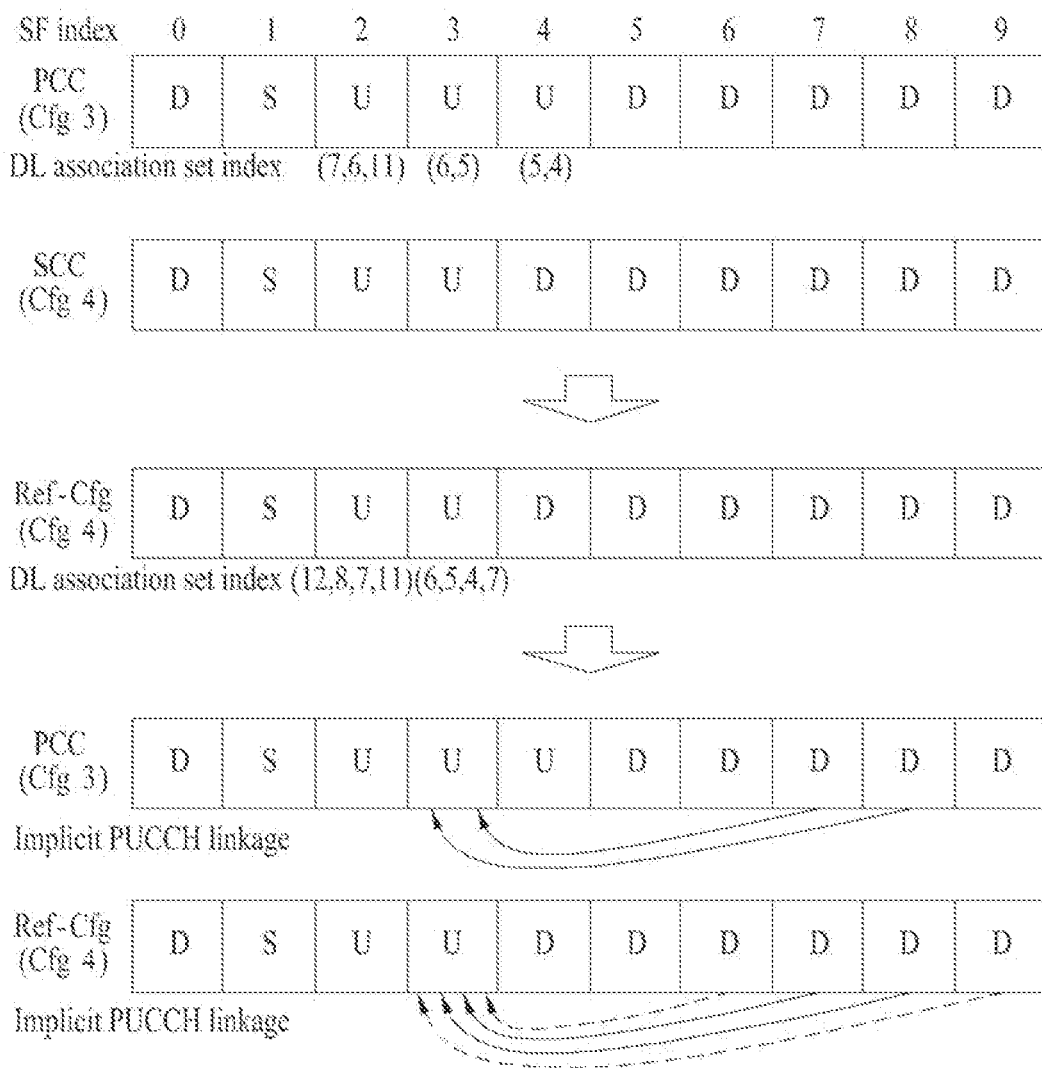 SF index 0 1 2 3 4 5 6 7 8 9
PCC
(Cfg 3)
D S U U U D D D D D
DL association set index (7,6,11) (6,5) (5,4)
SCC
(Cfg 4)
D S U U D D D D D D
Ref-Cfg
(Cfg 4)
D S U U D D D D D D
DL association set index (12,8,7,11)(6,5,4,7)
PCC
(Cfg 3)
D S U U U D D D D D
Implicit PUCCH linkage
Ref-Cfg
(Cfg 4)
D S U U D D D D D D
Implicit PUCCH linkage